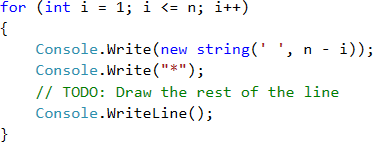 for (int i = 1; i <= n; i++)
{
    Console.Write(new string(' ', n - i));
    Console.Write("*");
    // TODO: Draw the rest of the line
    Console.WriteLine();
}